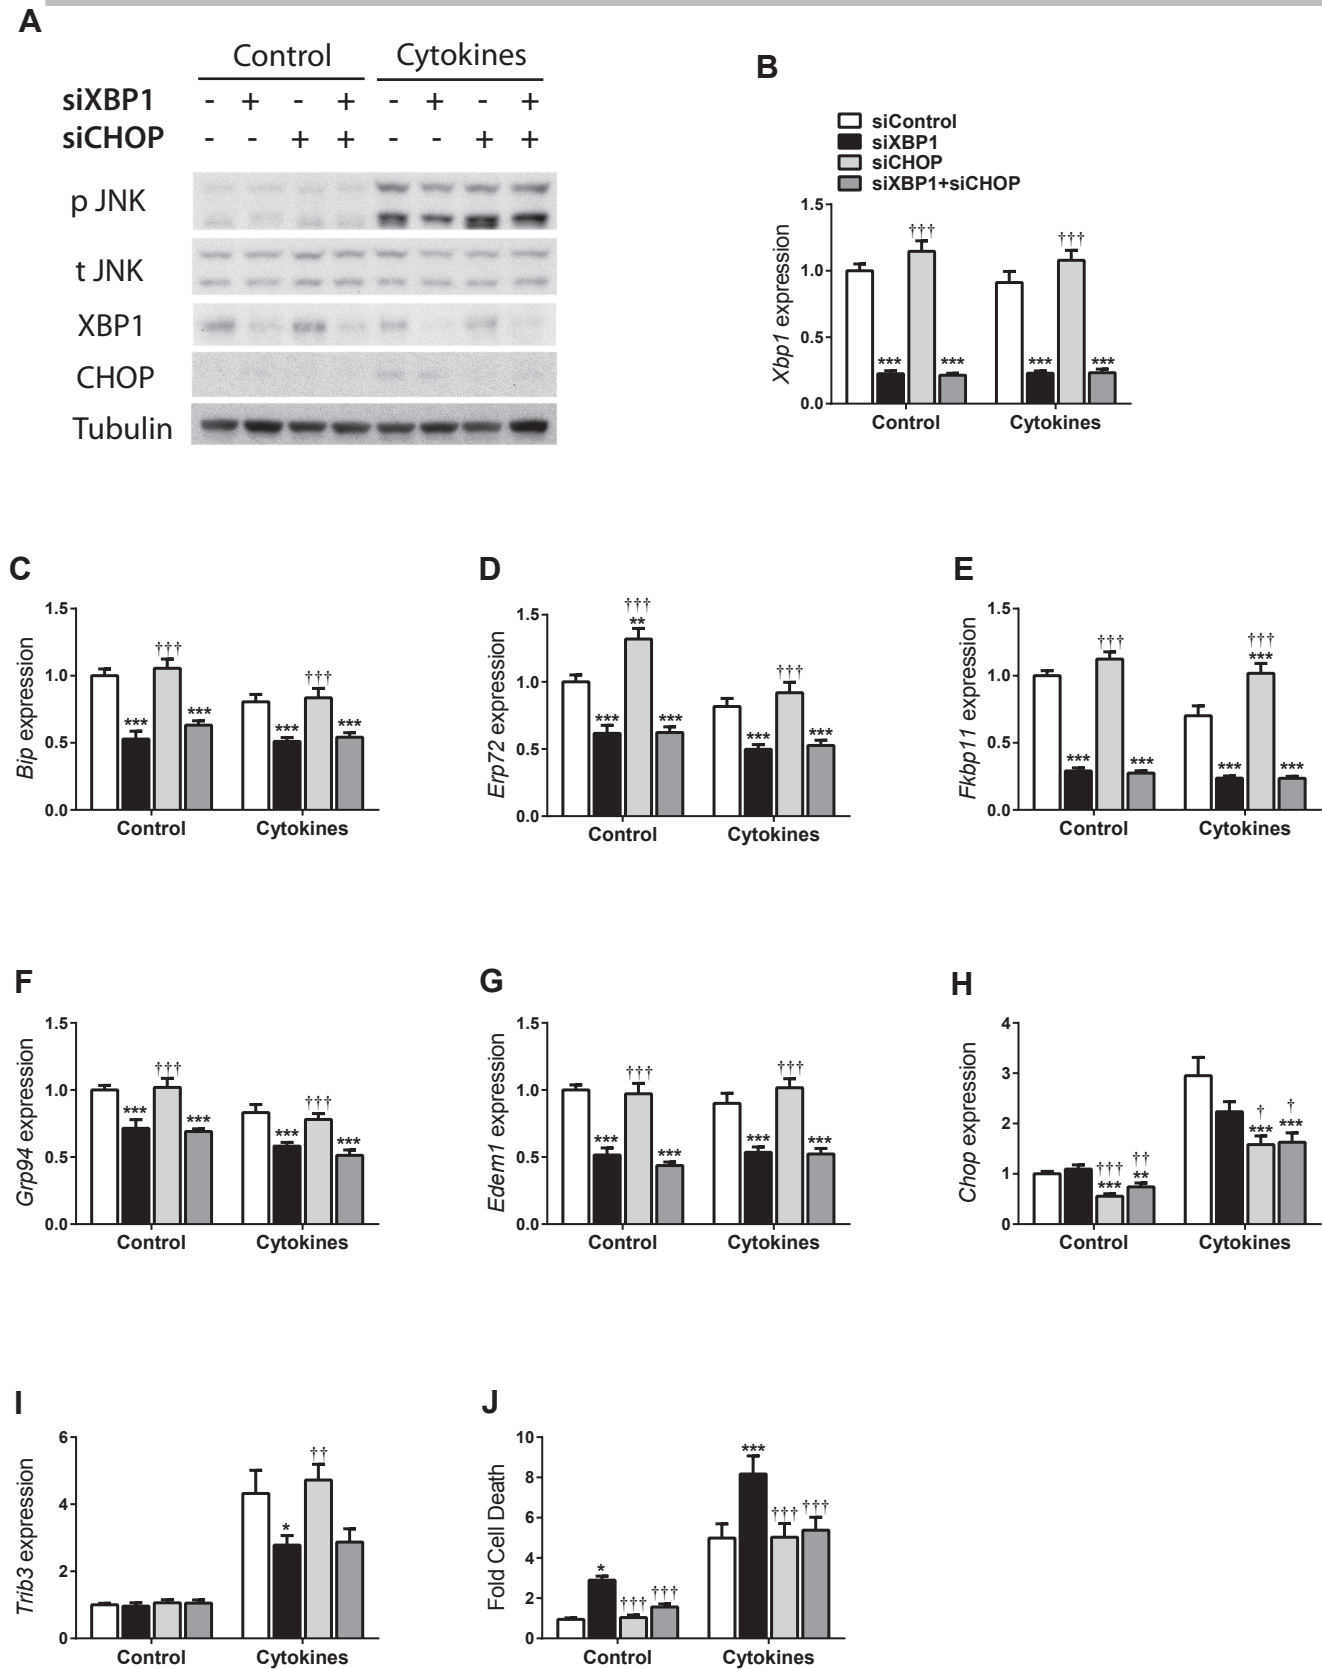 A
Control Cytokines
siXBP1 - + - + - + - +
siCHOP - - + + - - + +
p JNK
t JNK
XBP1
CHOP
Tubulin
B
siControl
siXBP1
siCHOP
siXBP1+siCHOP
Xbp1 expression
1.5
1.0
0.5
0.0
††† †††
*** *** *** ***
Control Cytokines
C
Bip expression
1.5
1.0
0.5
0.0
††† †††
*** *** *** ***
Control Cytokines
D
Erp72 expression
1.5
1.0
0.5
0.0
†††
**
†††
*** *** *** ***
Control Cytokines
E
Fkbp11 expression
1.5
1.0
0.5
0.0
††† †††
***
*** *** *** ***
Control Cytokines
F
Grp94 expression
1.5
1.0
0.5
0.0
††† †††
*** *** *** ***
Control Cytokines
G
Edem1 expression
1.5
1.0
0.5
0.0
††† †††
*** *** *** ***
Control Cytokines
H
Chop expression
4
3
2
1
0
††† †† † †
*** ** *** ***
Control Cytokines
I
Trib3 expression
6
4
2
0
* ††
Control Cytokines
J
Fold Cell Death
10
8
6
4
2
0
* ††† ††† *** ††† †††
Control Cytokines